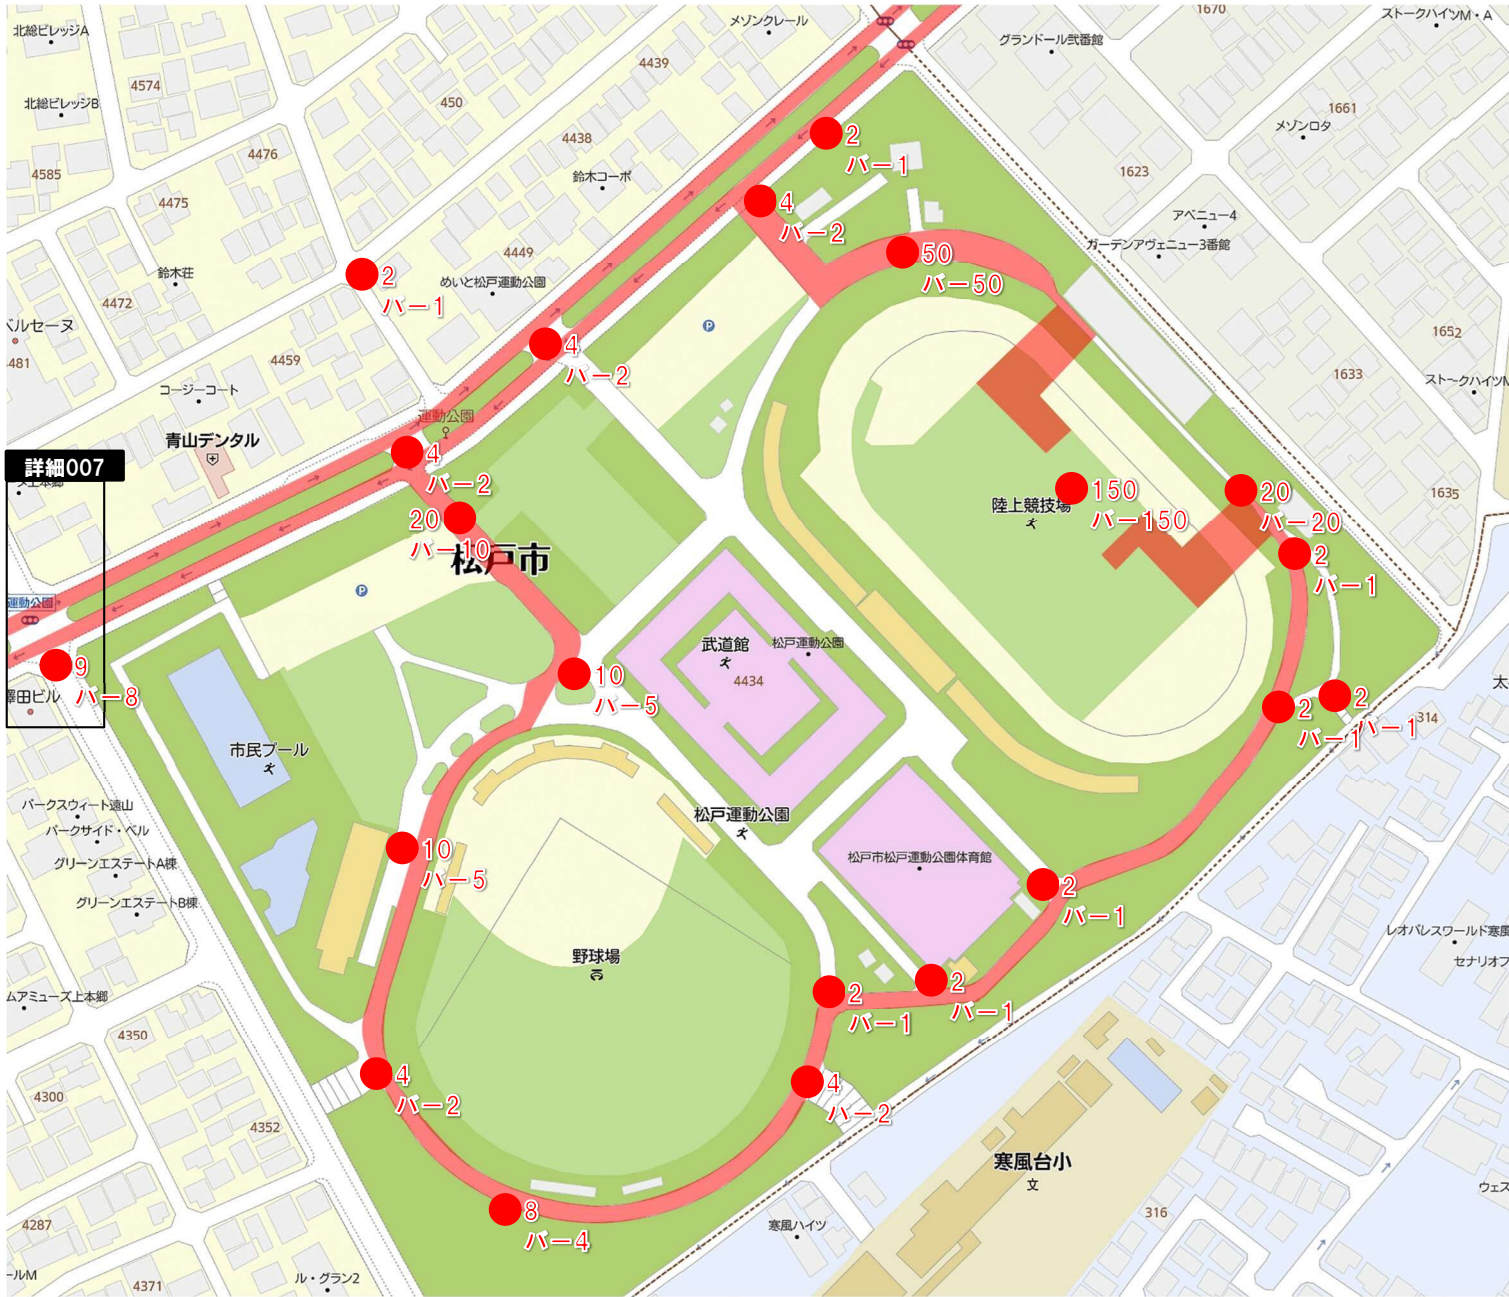 北総ビレッジA
4574
北総ビレッジB
4585
4476
4475
450
4439
メゾンクレール
4438
鈴木コーポ
1670
ストークハイツM・A
グランドール弐番館
1661
メゾンロタ
1623
アベニュー4
ガーデンアヴェニュー3番館
2
バー1
4
バー2
50
バー50
鈴木荘
4472
ベルセーヌ
481
2
バー1
4449
めいと松戸運動公園
4459
コージーコート
青山デンタル
4
バー2
P
1652
1633
ストークハイツM
1635
詳細007
運動公園
4
バー2
20
バー10
松戸市
P
陸上競技場
150
バー150
20
バー20
2
バー1
運動公園
9
バー8
澤田ビル
10
バー5
武道館
松戸運動公園
4434
2
バー1
2
バー1
314
太
市民プール
パークスウィート遠山
パークサイド・ベル
グリーンエステートA棟
グリーンエステートB棟
10
バー5
松戸運動公園
松戸市松戸運動公園体育館
2
バー1
野球場
2
バー1
2
バー1
レオパレスワールド寒風
セナリオフ
ムアミューズ上本郷
4350
4300
4352
4
バー2
4
バー2
8
バー4
寒風台小
文
316
ウェス
4287
ールM
4371
ル・グラン2
寒風ハイツ